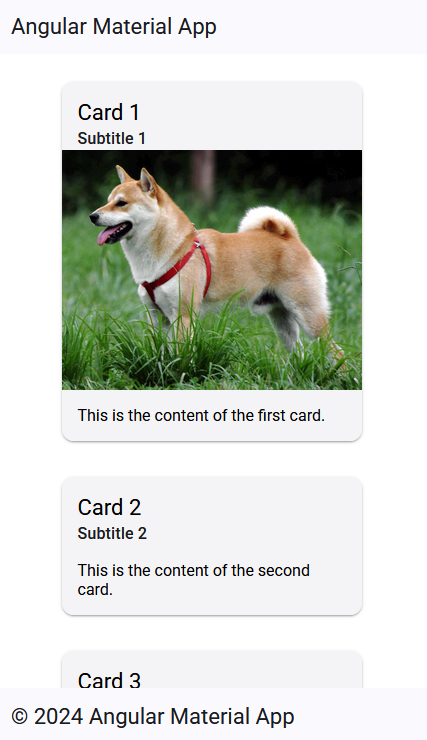 Angular Material App
Card 1
Subtitle 1
This is the content of the first card.
Card 2
Subtitle 2
This is the content of the second
card.
Card 3
© 2024 Angular Material App